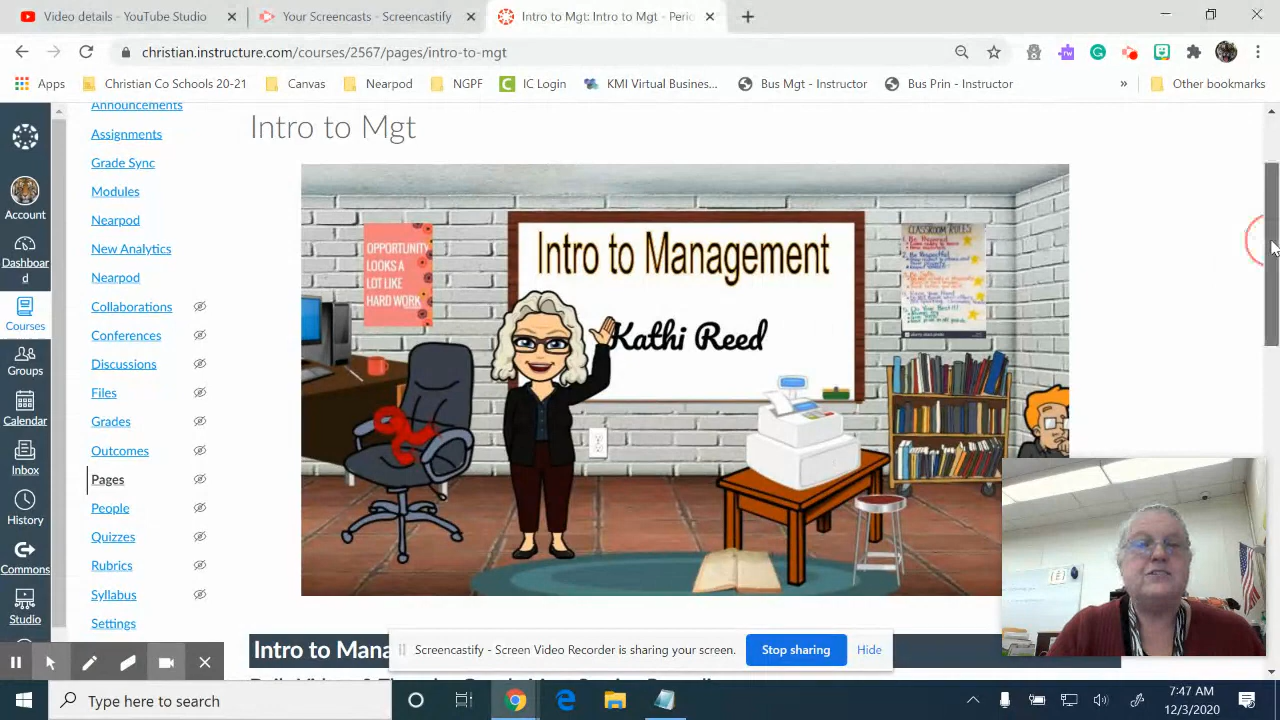 Video details - YouTube Studio
Your Screencasts - Screencastify
Intro to Mgt: Intro to Mgt - Perio
christian.instructure.com/courses/2567/pages/intro-to-mgt
Apps
Christian Co Schools 20-21
Canvas
Nearpod
NGPF
IC Login
KMI Virtual Business...
Bus Mgt - Instructor
Bus Prin - Instructor
»
Other bookmarks
Account
Dashboar
d
Courses
Groups
Calendar
Inbox
History
Commons
Studio
Announcements
Assignments
Grade Sync
Modules
Nearpod
New Analytics
Nearpod
Collaborations
Conferences
Discussions
Files
Grades
Outcomes
Pages
People
Quizzes
Rubrics
Syllabus
Settings
Intro to Mgt
OPPORTUNITY
LOOKS A
LOT LIKE
HARD WORK
Intro to Management
Kathi Reed
CLASSROOM RULES
Intro to Mana
Screencastify - Screen Video Recorder is sharing your screen.
Stop sharing
Hide
Type here to search
7:47 AM
12/3/2020